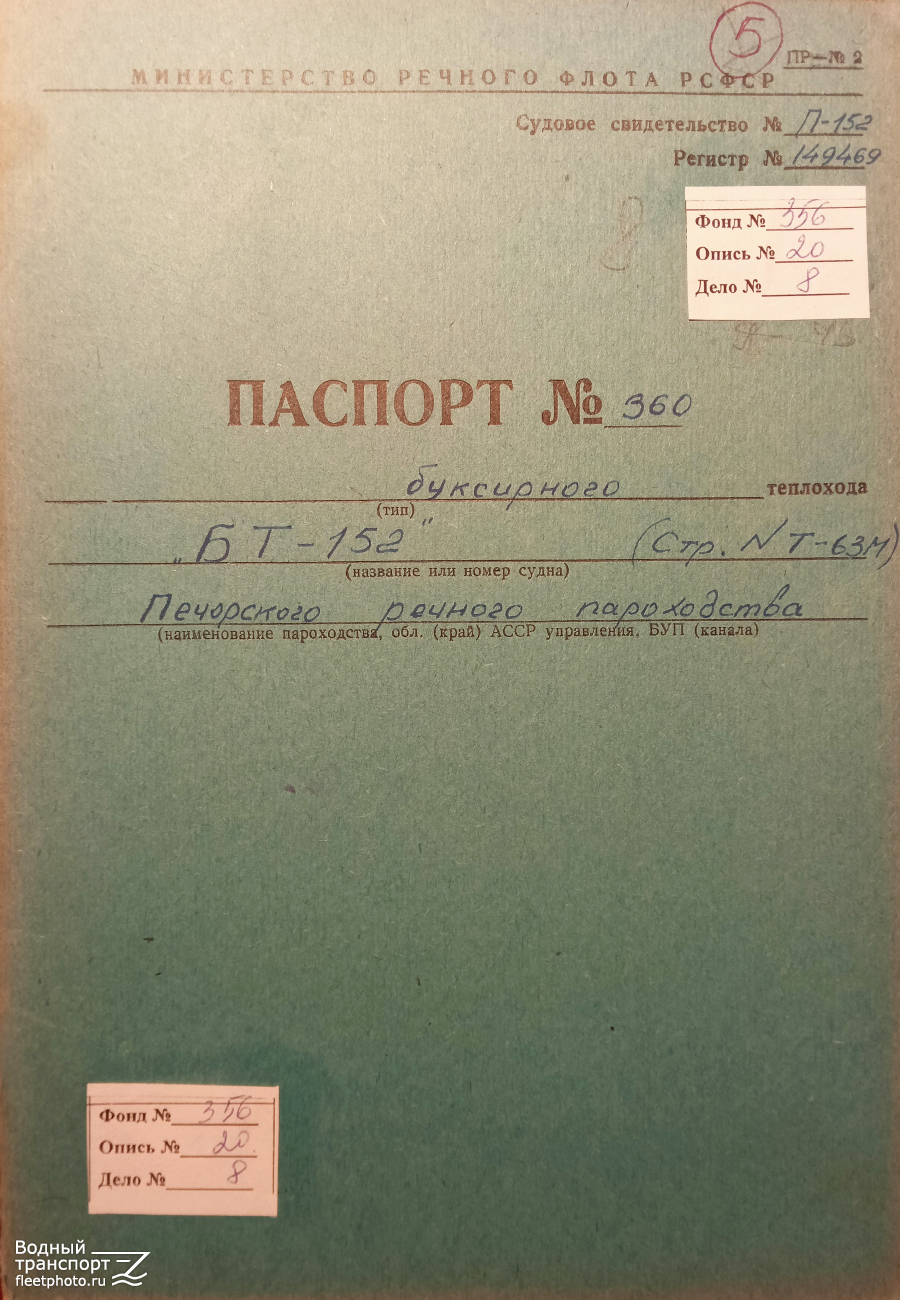 5
ПР—№ 2
МИНИСТЕРСТВО РЕЧНОГО ФЛОТА РСФСР
Судовое свидетельство № П-152
Регистр № 149469
8
Фонд № 356
Опись № 20
Дело № 8
ПАСПОРТ № 360
буксирного теплохода
(тип)
„БТ-152" (Стр. N Т-63М)
(название или номер судна)
Печорского речного пароходства
(наименование пароходства, обл. (край) АССР управления, БУП (канала)
Фонд № 356
Опись № 20.
Дело № 8
Водный
транспорт
fleetphoto.ru